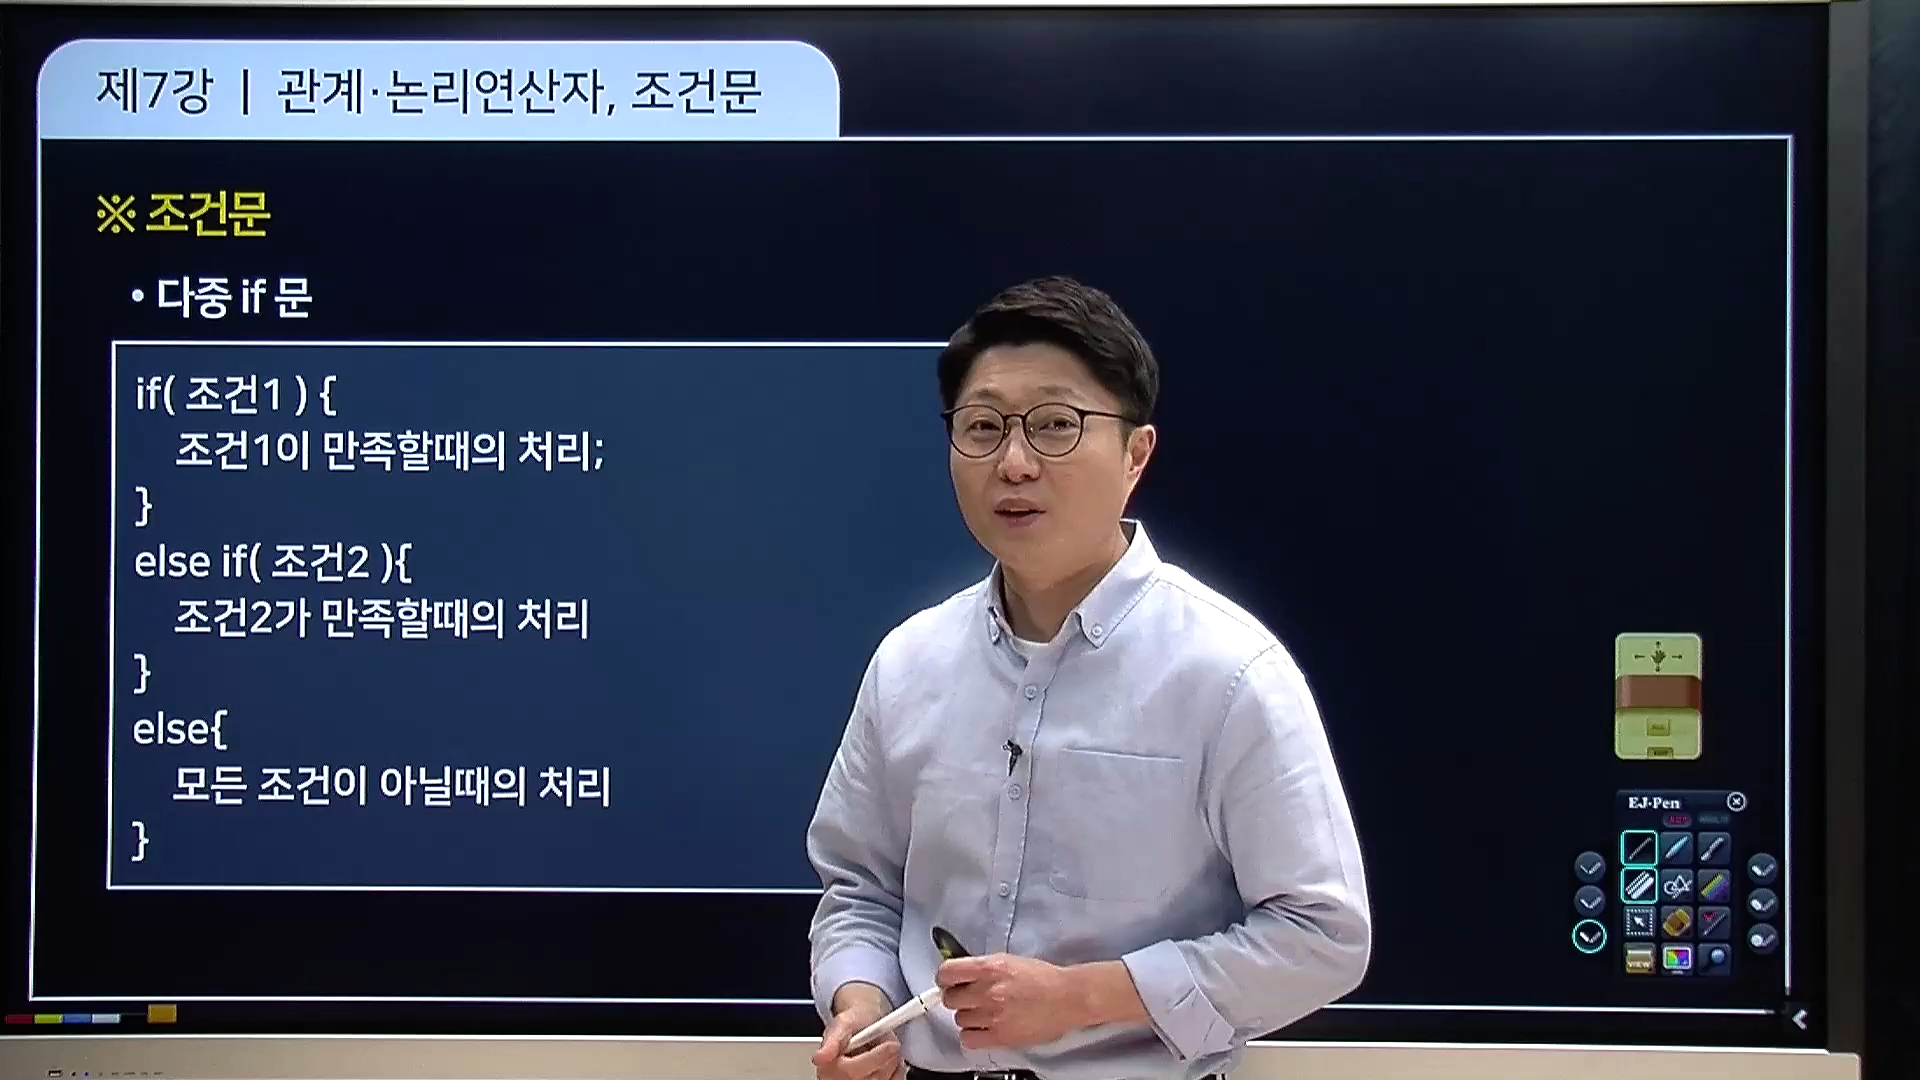 제7강 | 관계·논리연산자, 조건문
※ 조건문
• 다중 if 문
if( 조건1 ) {
조건1이 만족할때의 처리;
}
else if( 조건2 ){
조건2가 만족할때의 처리
}
else{
모든 조건이 아닐때의 처리
}
EJ-Pen
VIEW